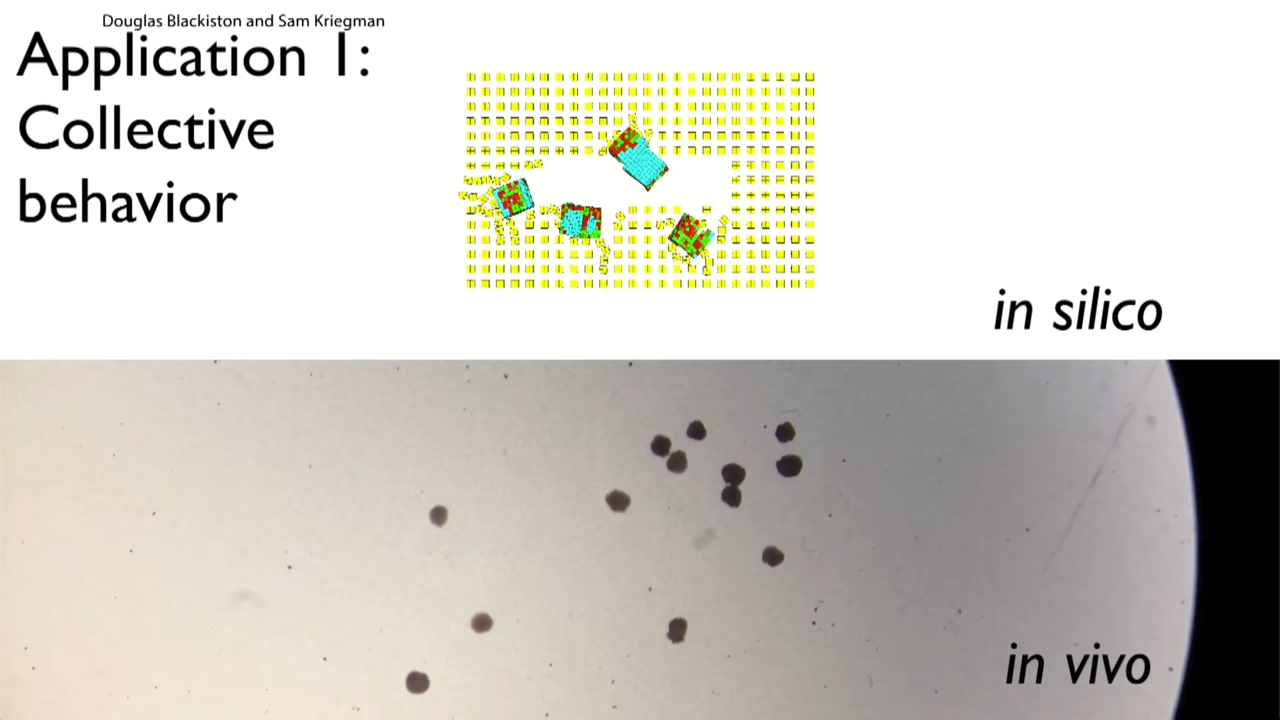 Douglas Blackiston and Sam Kriegman
Application 1:
Collective
behavior
in silico
in vivo